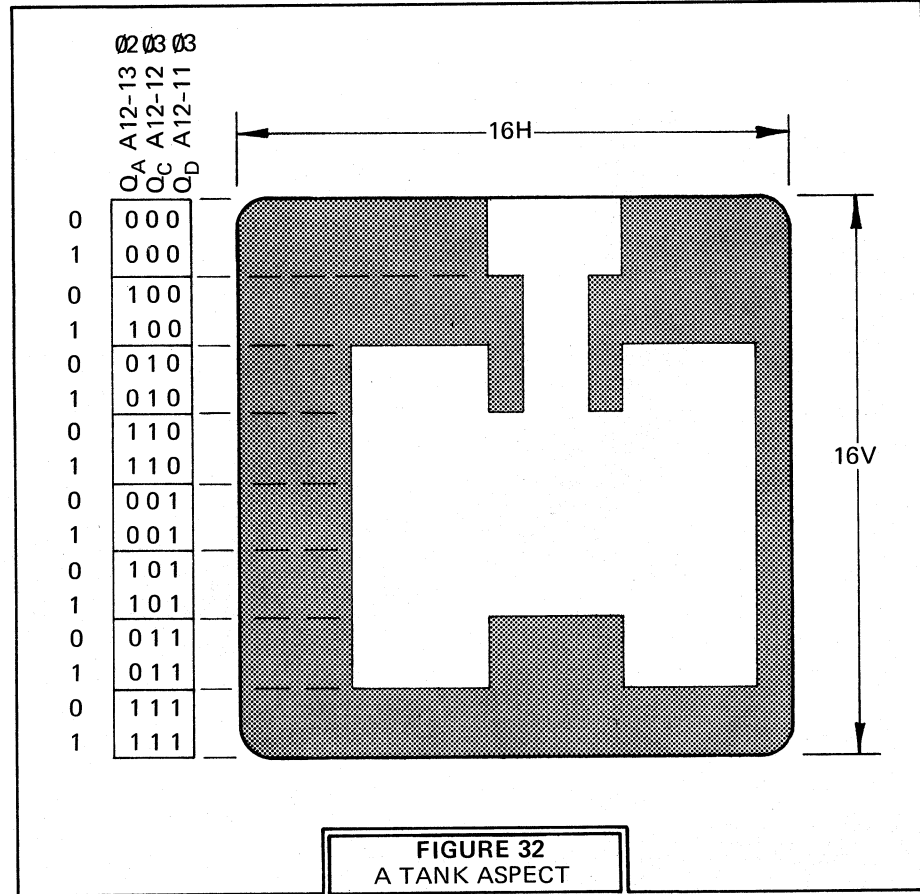 Ø2 Ø3 Ø3
QA A12-13
QC A12-12
QD A12-11
16H
0 000
1 000
0 100
1 100
0 010
1 010
0 110
1 110
16V
0 001
1 001
0 101
1 101
0 011
1 011
0 111
1 111
FIGURE 32
A TANK ASPECT